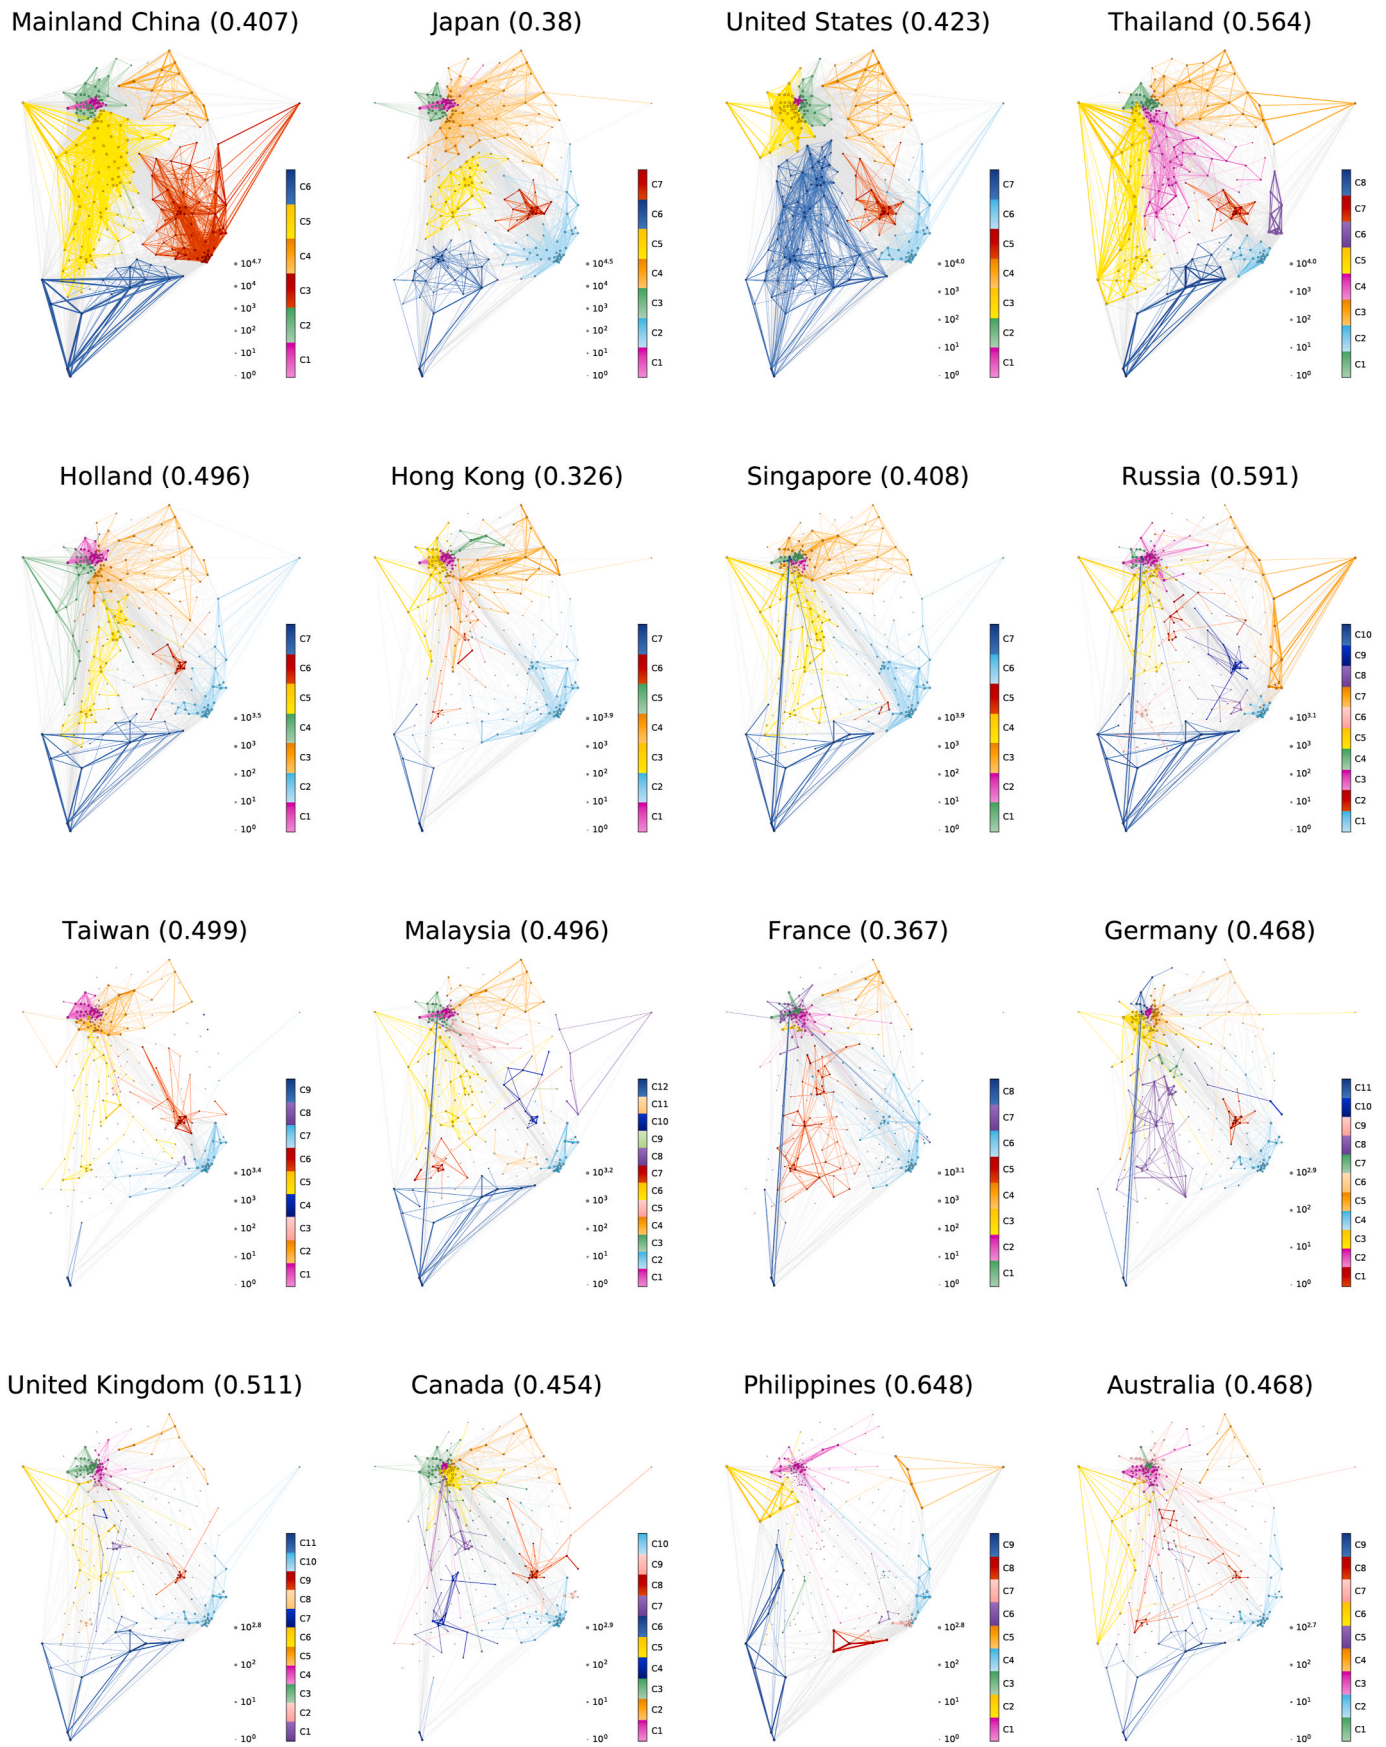 Mainland China (0.407)
10^4.7
10^4
10^3
10^2
10^1
10^0
C6
C5
C4
C3
C2
C1
Japan (0.38)
10^4.5
10^4
10^3
10^2
10^1
10^0
C7
C6
C5
C4
C3
C2
C1
United States (0.423)
10^4.0
10^3
10^2
10^1
10^0
C7
C6
C5
C4
C3
C2
C1
Thailand (0.564)
10^4.0
10^3
10^2
10^1
10^0
C8
C7
C6
C5
C4
C3
C2
C1
Holland (0.496)
10^3.5
10^3
10^2
10^1
10^0
C7
C6
C5
C4
C3
C2
C1
Hong Kong (0.326)
10^3.9
10^3
10^2
10^1
10^0
C7
C6
C5
C4
C3
C2
C1
Singapore (0.408)
10^3.9
10^3
10^2
10^1
10^0
C7
C6
C5
C4
C3
C2
C1
Russia (0.591)
10^3.1
10^3
10^2
10^1
10^0
C10
C9
C8
C7
C6
C5
C4
C3
C2
C1
Taiwan (0.499)
10^3.4
10^3
10^2
10^1
10^0
C9
C8
C7
C6
C5
C4
C3
C2
C1
Malaysia (0.496)
10^3.2
10^3
10^2
10^1
10^0
C12
C11
C10
C9
C8
C7
C6
C5
C4
C3
C2
C1
France (0.367)
10^3.1
10^3
10^2
10^1
10^0
C8
C7
C6
C5
C4
C3
C2
C1
Germany (0.468)
10^2.9
10^2
10^1
10^0
C11
C10
C9
C8
C7
C6
C5
C4
C3
C2
C1
United Kingdom (0.511)
10^2.8
10^2
10^1
10^0
C11
C10
C9
C8
C7
C6
C5
C4
C3
C2
C1
Canada (0.454)
10^2.9
10^2
10^1
10^0
C10
C9
C8
C7
C6
C5
C4
C3
C2
C1
Philippines (0.648)
10^2.8
10^2
10^1
10^0
C9
C8
C7
C6
C5
C4
C3
C2
C1
Australia (0.468)
10^2.7
10^2
10^1
10^0
C9
C8
C7
C6
C5
C4
C3
C2
C1